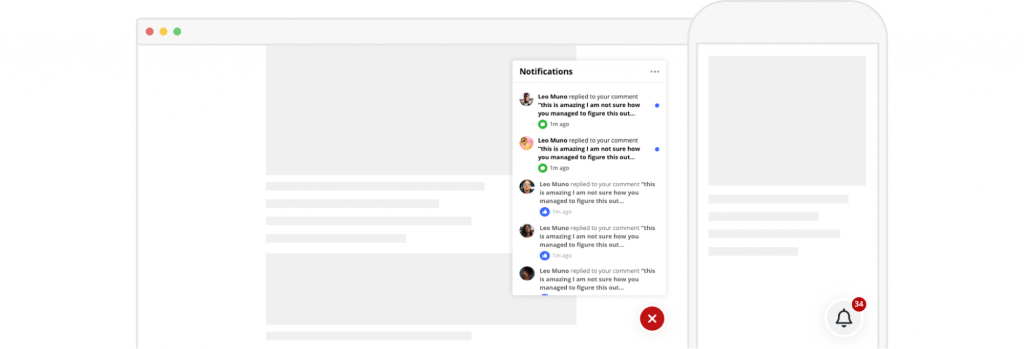 Notifications
Leo Muno replied to your comment
"this is amazing I am not sure how
you managed to figure this out...
1m ago
Leo Muno replied to your comment
"this is amazing I am not sure how
you managed to figure this out...
1m ago
Leo Muno replied to your comment "this
is amazing I am not sure how you
managed to figure this out...
1m ago
Leo Muno replied to your comment "this
is amazing I am not sure how you
managed to figure this out...
1m ago
Leo Muno replied to your comment "this
is amazing I am not sure how you
managed to figure this out...
34